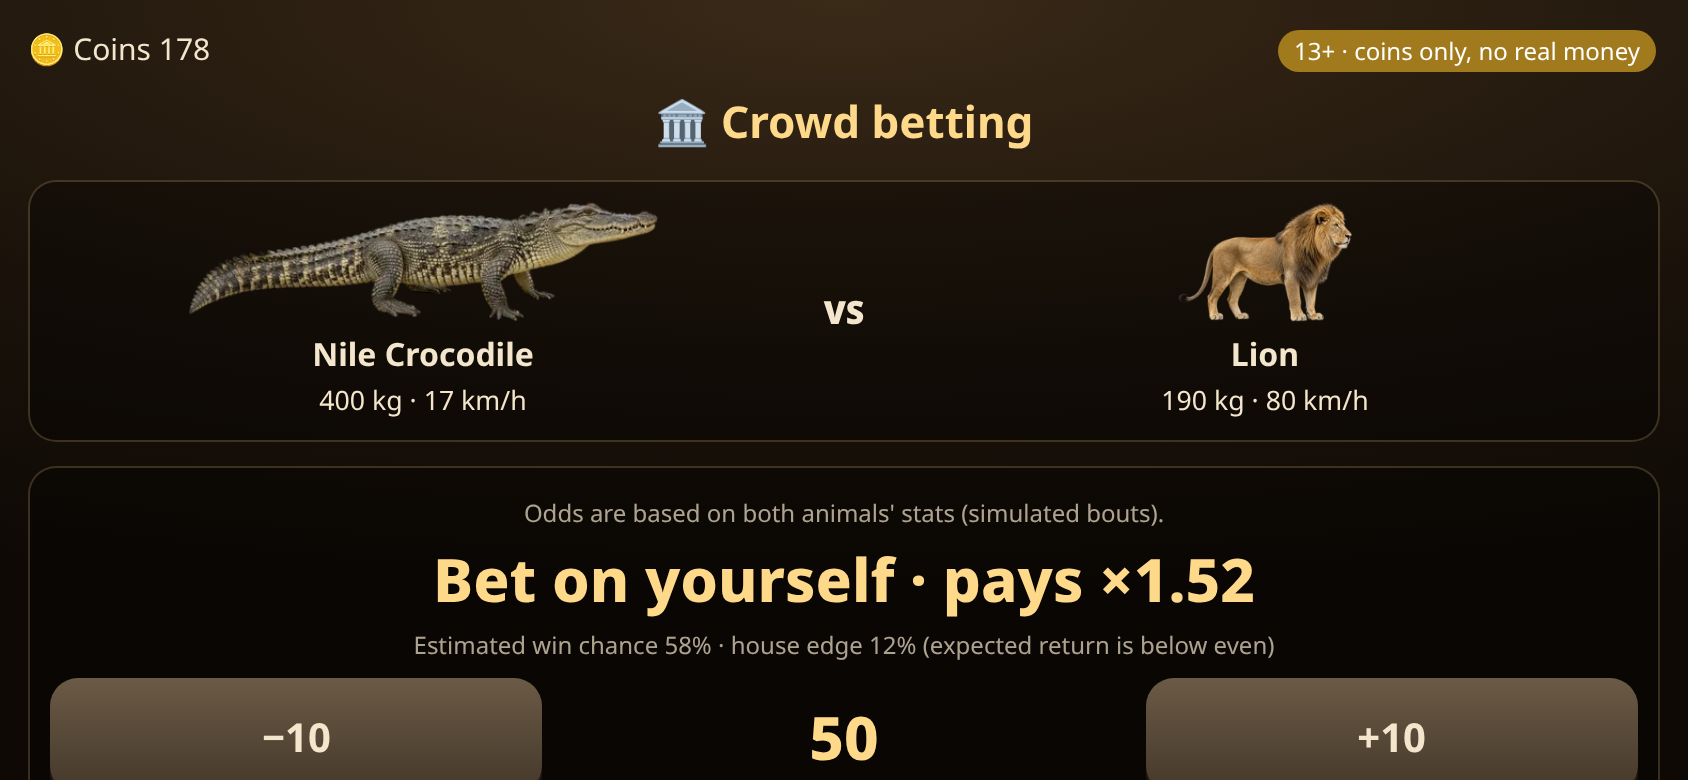 Coins 178
13+ · coins only, no real money
Crowd betting
vs
Nile Crocodile
400 kg · 17 km/h
Lion
190 kg · 80 km/h
Odds are based on both animals' stats (simulated bouts).
Bet on yourself · pays ×1.52
Estimated win chance 58% · house edge 12% (expected return is below even)
−10
50
+10